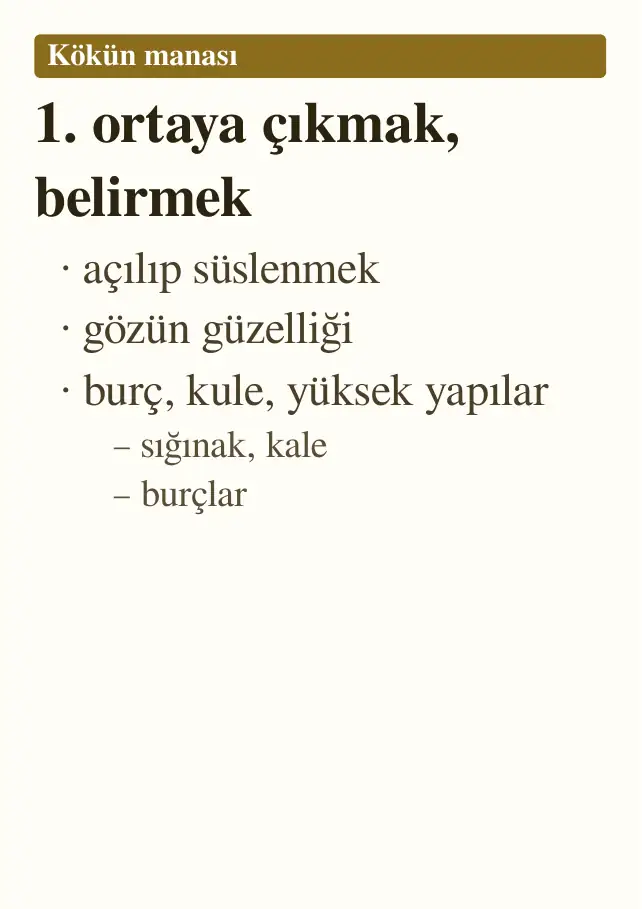 Kökün manası
1. ortaya çıkmak,
belirmek
· açılıp süslenmek
· gözün güzelliği
· burç, kule, yüksek yapılar
– sığınak, kale
– burçlar